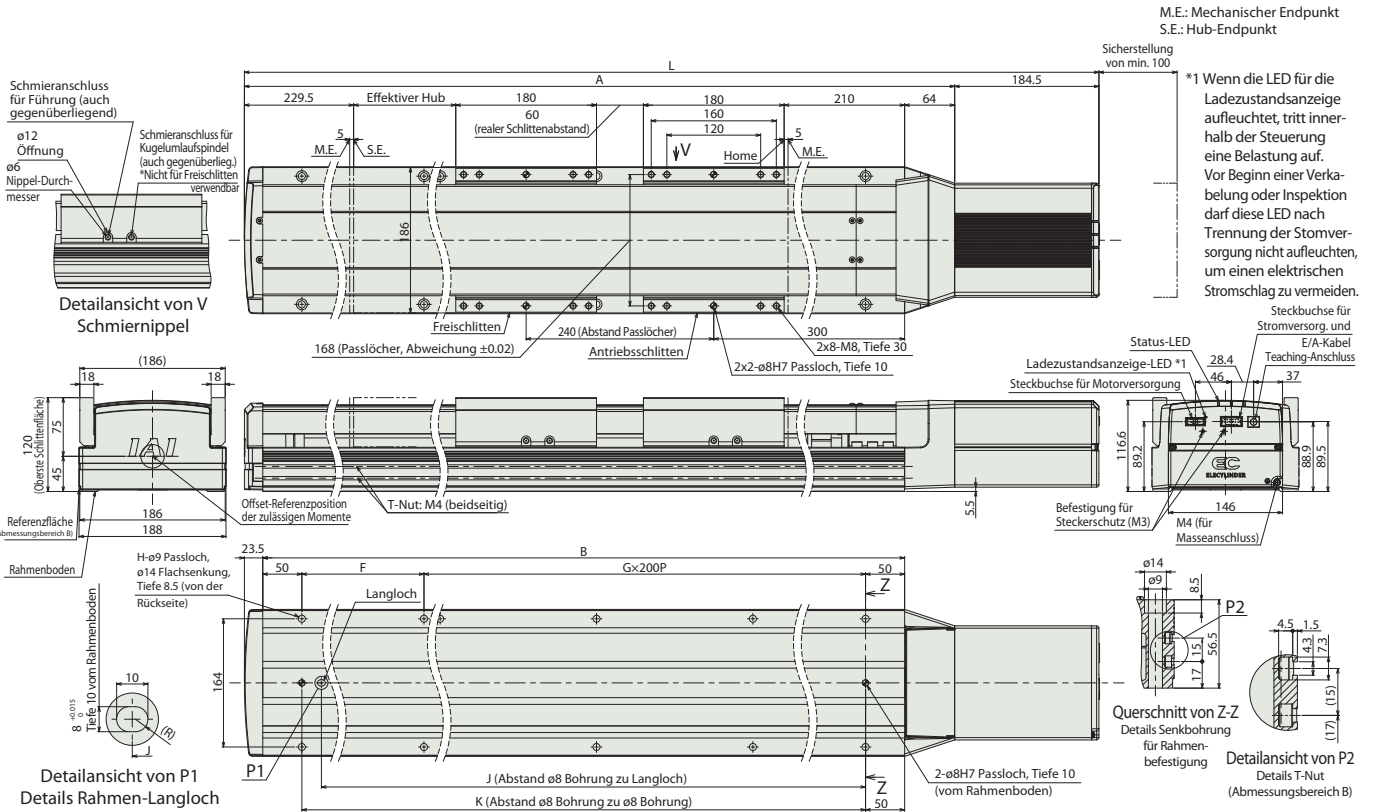 M.E.: Mechanischer Endpunkt
S.E.: Hub-Endpunkt
Sicherstellung
von min. 100
L
A
184.5
229.5
Effektiver Hub
180
180
210
64
60
(realer Schlittenabstand)
160
120
5
M.E.
S.E.
V
Home
5
M.E.
Schmieranschluss
für Führung (auch
gegenüberliegend)
ø12
Öffnung
ø6
Nippel-Durch-
messer
Schmieranschluss für
Kugelumlaufspindel
(auch gegenüberlieg.)
*Nicht für Freischlitten
verwendbar
Detailansicht von V
Schmiernippel
186
Freischlitten
240 (Abstand Passlöcher)
300
168 (Passlöcher, Abweichung ±0.02)
Antriebsschlitten
2x8-M8, Tiefe 30
2x2-ø8H7 Passloch, Tiefe 10
*1 Wenn die LED für die
Ladezustandsanzeige
aufleuchtet, tritt inner-
halb der Steuerung
eine Belastung auf.
Vor Beginn einer Verka-
belung oder Inspektion
darf diese LED nach
Trennung der Stomver-
sorgung nicht aufleuchten,
um einen elektrischen
Stromschlag zu vermeiden.
Steckbuchse für
Stromversorg. und
E/A-Kabel
Teaching-Anschluss
Status-LED
28.4
Ladezustandsanzeige-LED *1
46
37
Steckbuchse für Motorversorgung
116.6
89.2
88.9
89.5
EC
ELECYLINDER
146
Befestigung für
Steckerschutz (M3)
M4 (für
Masseanschluss)
(186)
18
18
120
(Oberste Schlittenfläche)
75
45
IAI
186
188
Referenzfläche
(Abmessungsbereich B)
Rahmenboden
Offset-Referenzposition
der zulässigen Momente
T-Nut: M4 (beidseitig)
5.5
23.5
B
50
F
G×200P
50
Z
H-ø9 Passloch,
ø14 Flachsenkung,
Tiefe 8.5 (von der
Rückseite)
Langloch
164
P1
J (Abstand ø8 Bohrung zu Langloch)
Z
K (Abstand ø8 Bohrung zu ø8 Bohrung)
50
2-ø8H7 Passloch, Tiefe 10
(vom Rahmenboden)
10
8 +0.015 0
Tiefe 10 vom Rahmenboden
(R)
J
Detailansicht von P1
Details Rahmen-Langloch
ø14
ø9
8.5
P2
56.5
15
17
Querschnitt von Z-Z
Details Senkbohrung
für Rahmen-
befestigung
4.5
1.5
4.3
7.3
(15)
(17)
Detailansicht von P2
Details T-Nut
(Abmessungsbereich B)